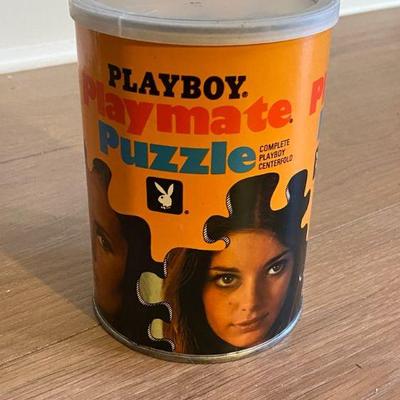 PLAYBOY®
Playmate®
Puzzle
COMPLETE
PLAYBOY
CENTERFOLD